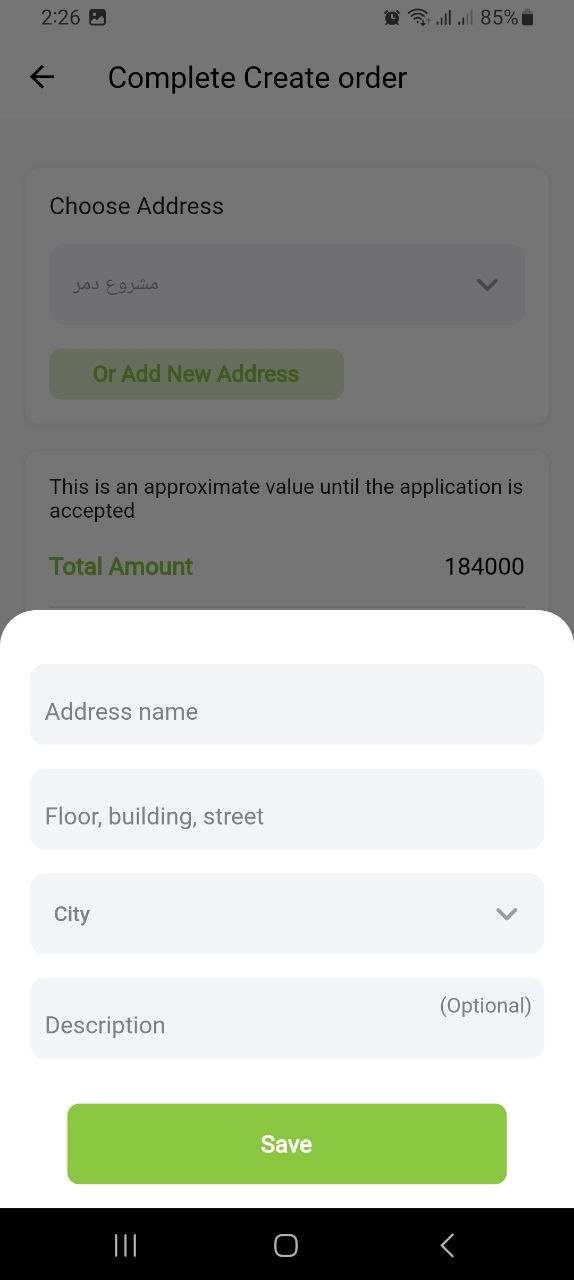 2:26
85%
Complete Create order
Choose Address
مشروع دمر
Or Add New Address
This is an approximate value until the application is
accepted
Total Amount 184000
Address name
Floor, building, street
City
(Optional)
Description
Save